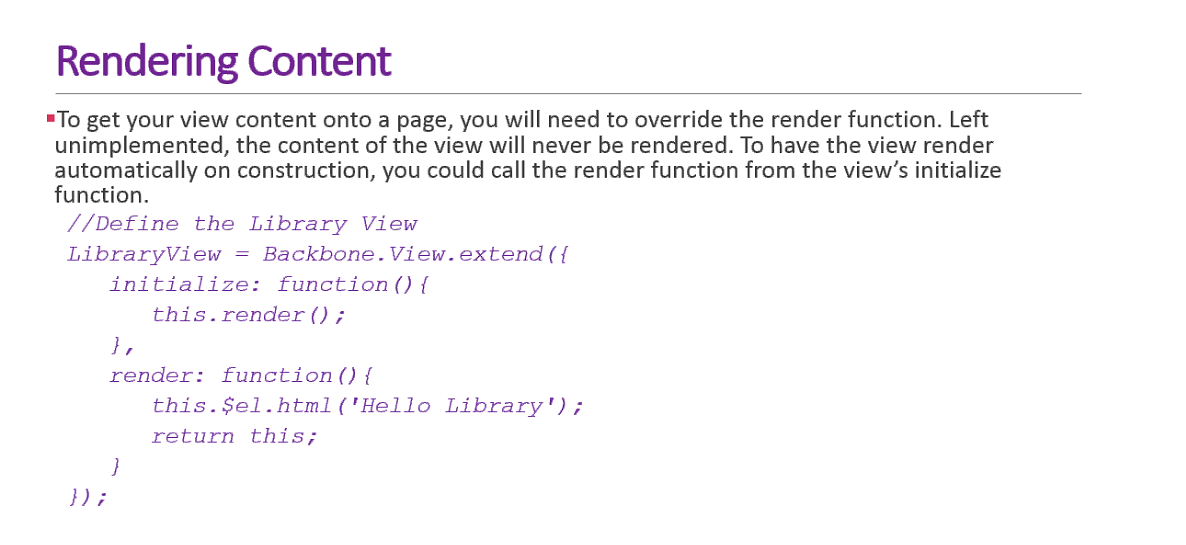 Rendering Content
▪To get your view content onto a page, you will need to override the render function. Left
unimplemented, the content of the view will never be rendered. To have the view render
automatically on construction, you could call the render function from the view’s initialize
function.
//Define the Library View
LibraryView = Backbone.View.extend({
initialize: function(){
this.render();
},
render: function(){
this.$el.html('Hello Library');
return this;
}
});